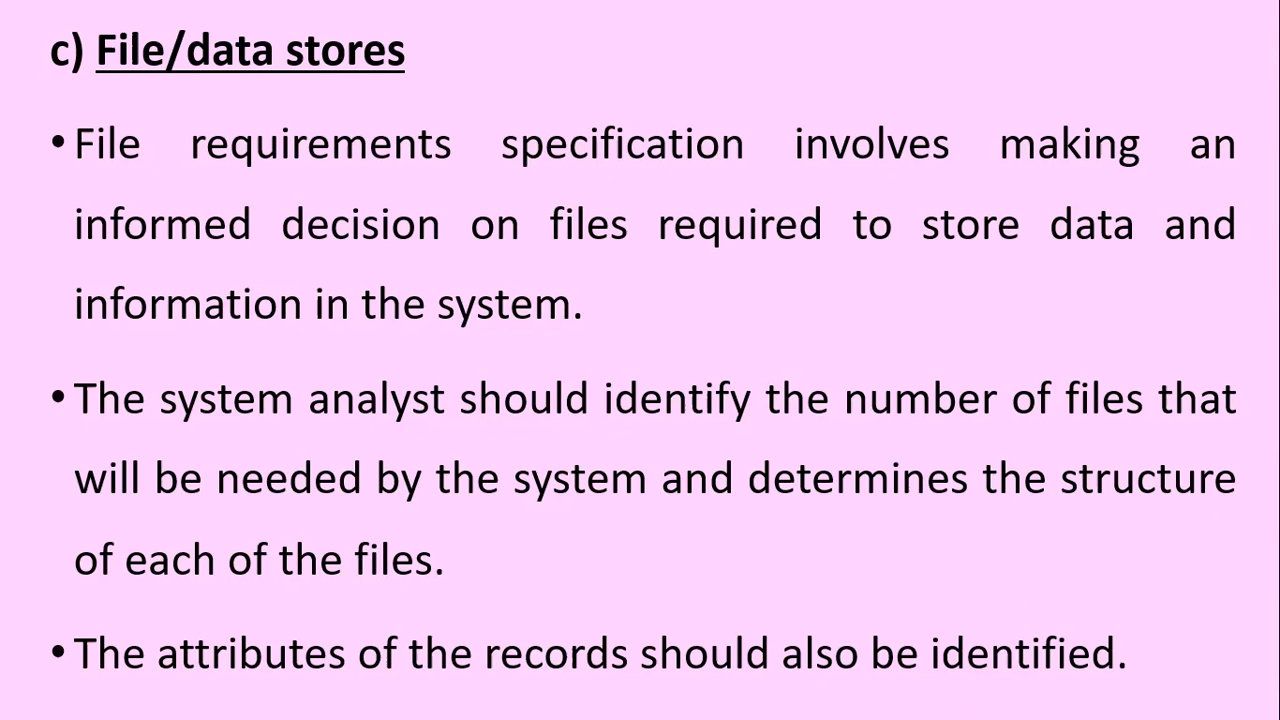 c) File/data stores
• File requirements specification involves making an
informed decision on files required to store data and
information in the system.
• The system analyst should identify the number of files that
will be needed by the system and determines the structure
of each of the files.
• The attributes of the records should also be identified.